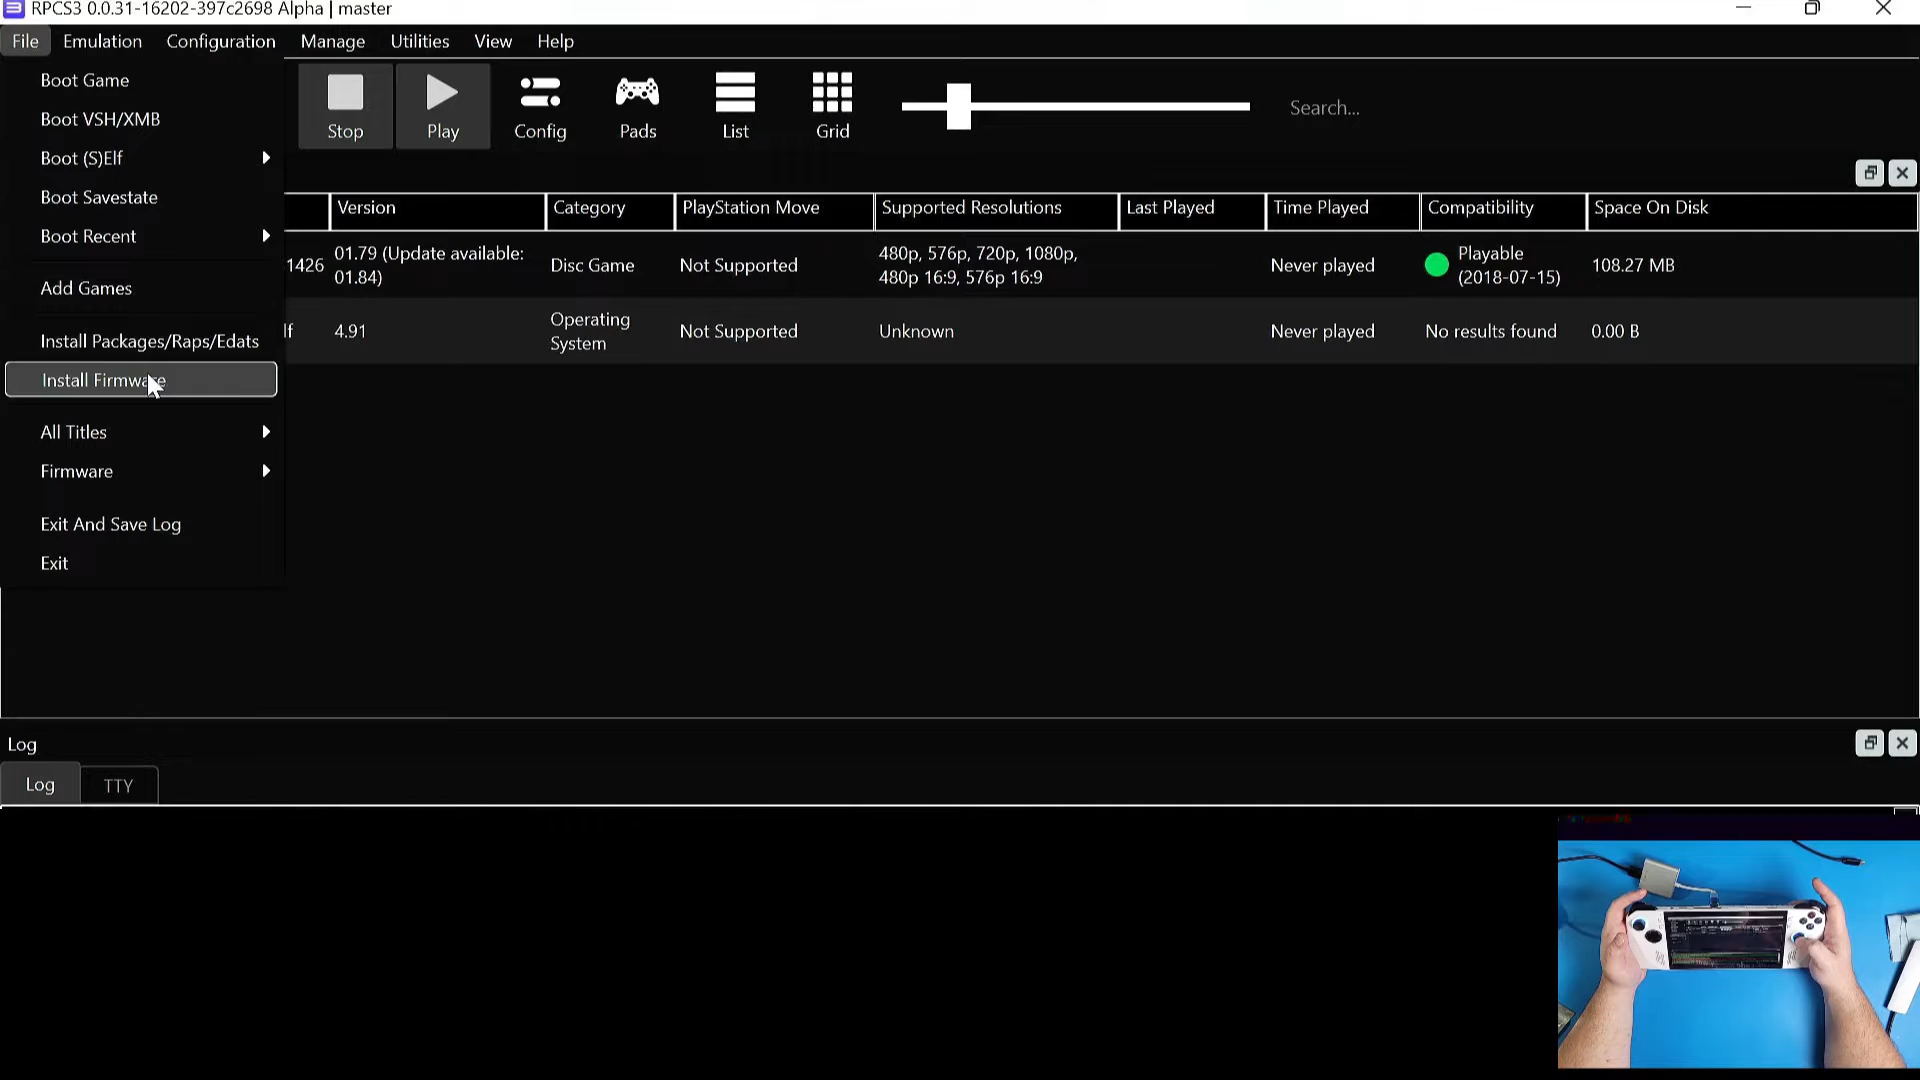 RPCS3 0.0.31-16202-397c2698 Alpha | master
File Emulation Configuration Manage Utilities View Help
Boot Game
Boot VSH/XMB
Boot (S)Elf
Boot Savestate
Boot Recent
Add Games
Install Packages/Raps/Edats
Install Firmware
All Titles
Firmware
Exit And Save Log
Exit
Stop Play Config Pads List Grid Search...
Version Category PlayStation Move Supported Resolutions Last Played Time Played Compatibility Space On Disk
1426 01.79 (Update available: 01.84) Disc Game Not Supported 480p, 576p, 720p, 1080p, 480p 16:9, 576p 16:9 Never played Playable (2018-07-15) 108.27 MB
lf 4.91 Operating System Not Supported Unknown Never played No results found 0.00 B
Log
Log TTY